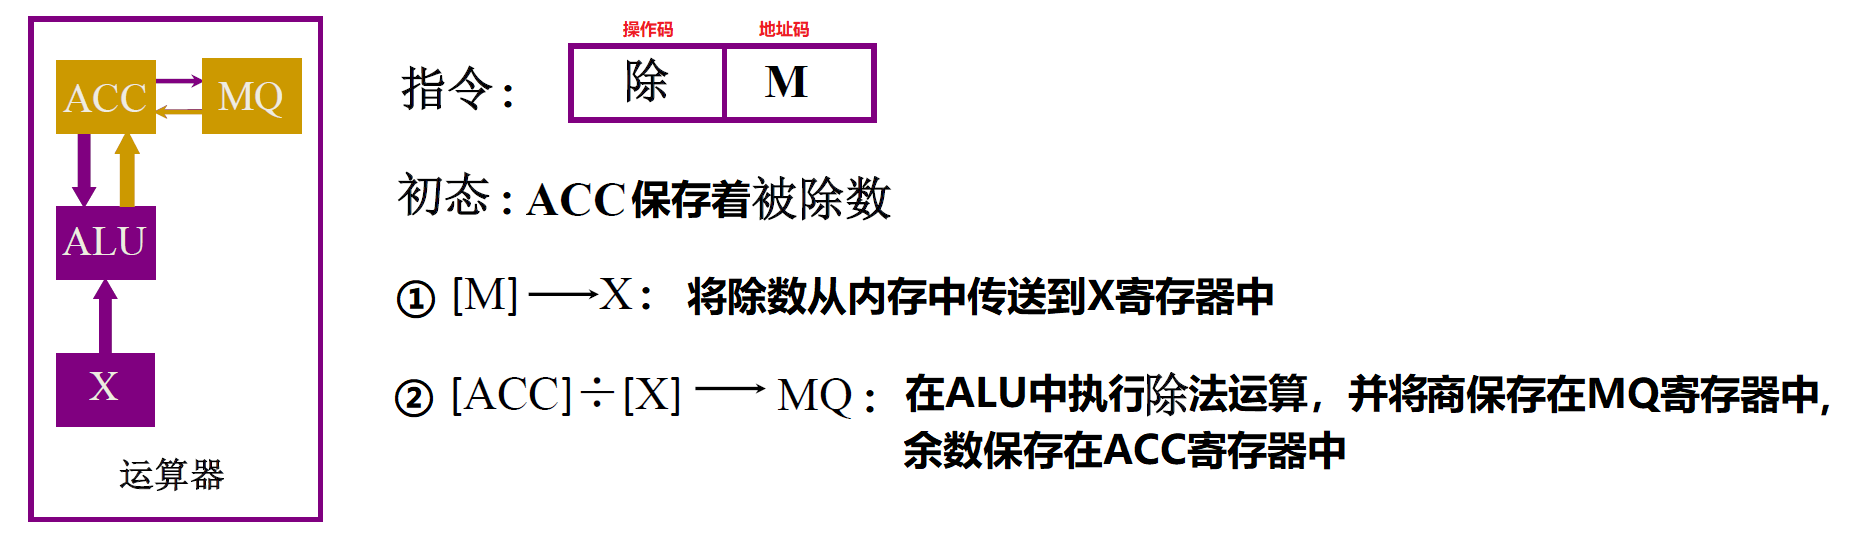 操作码 地址码
指令： 除 M
初态：ACC保存着被除数
① [M]⟶X： 将除数从内存中传送到X寄存器中
② [ACC]÷[X] ⟶ MQ： 在ALU中执行除法运算，并将商保存在MQ寄存器中,
余数保存在ACC寄存器中
ACC MQ
ALU
X
运算器